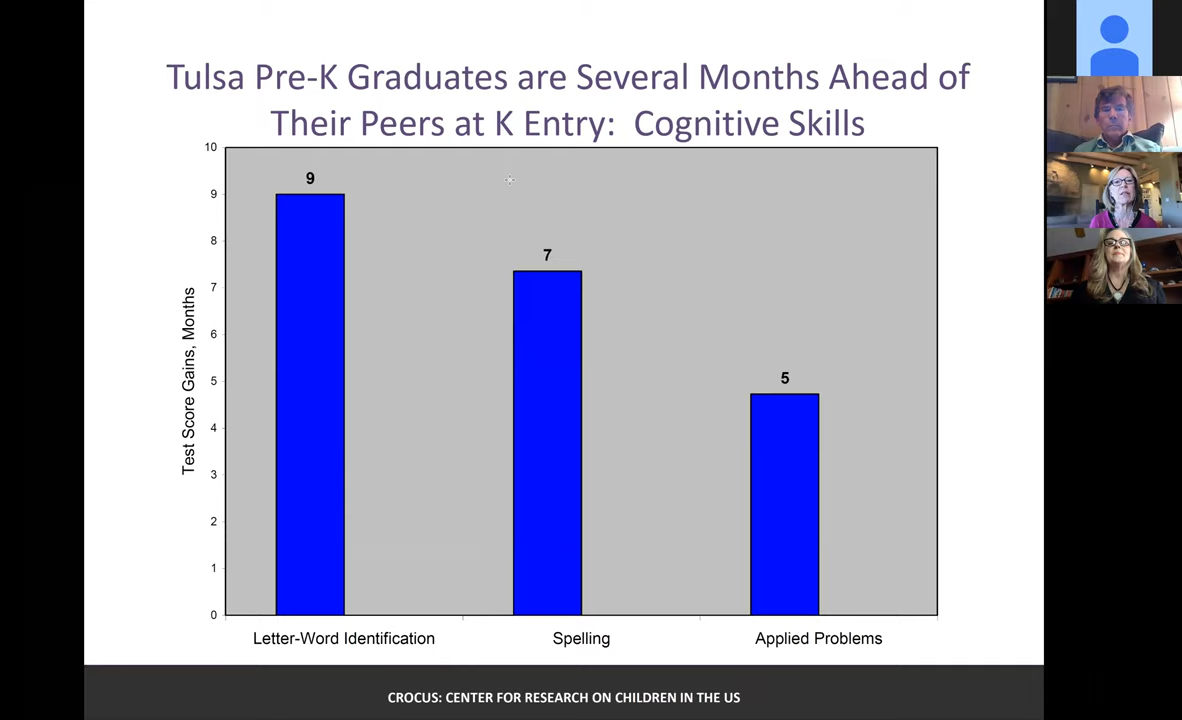 Tulsa Pre-K Graduates are Several Months Ahead of
Their Peers at K Entry: Cognitive Skills
10
9
8
7
6
5
4
3
2
1
0
Test Score Gains, Months
9
7
5
Letter-Word Identification
Spelling
Applied Problems
CROCUS: CENTER FOR RESEARCH ON CHILDREN IN THE US